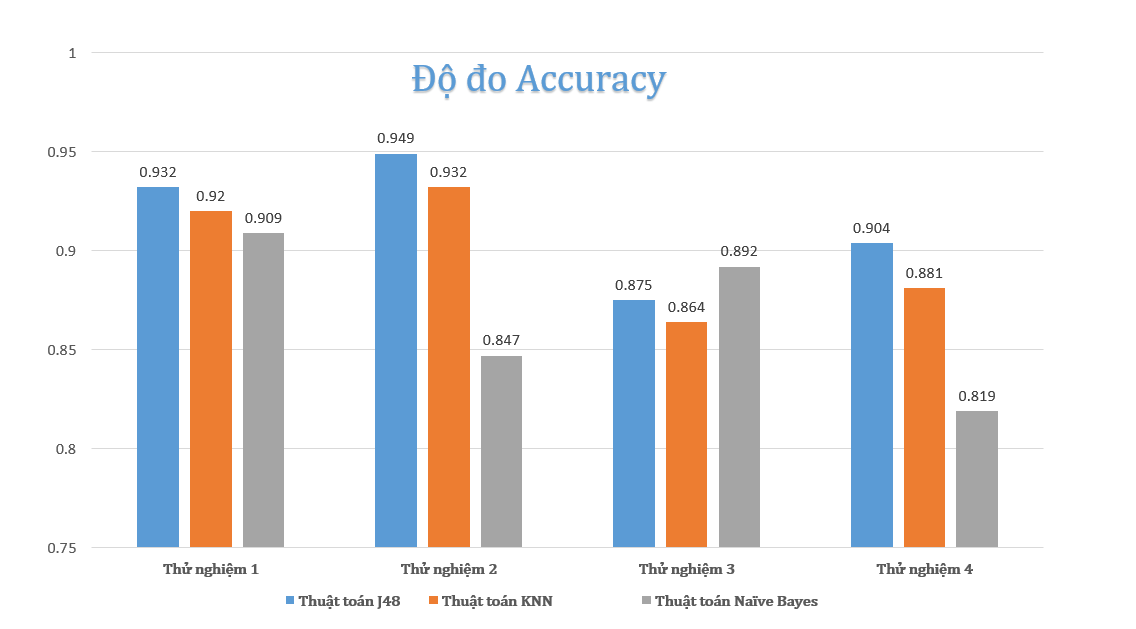 Độ đo Accuracy
1
0.95
0.9
0.85
0.8
0.75
0.932
0.92
0.909
0.949
0.932
0.847
0.875
0.864
0.892
0.904
0.881
0.819
Thử nghiệm 1
Thử nghiệm 2
Thử nghiệm 3
Thử nghiệm 4
Thuật toán J48
Thuật toán KNN
Thuật toán Naïve Bayes